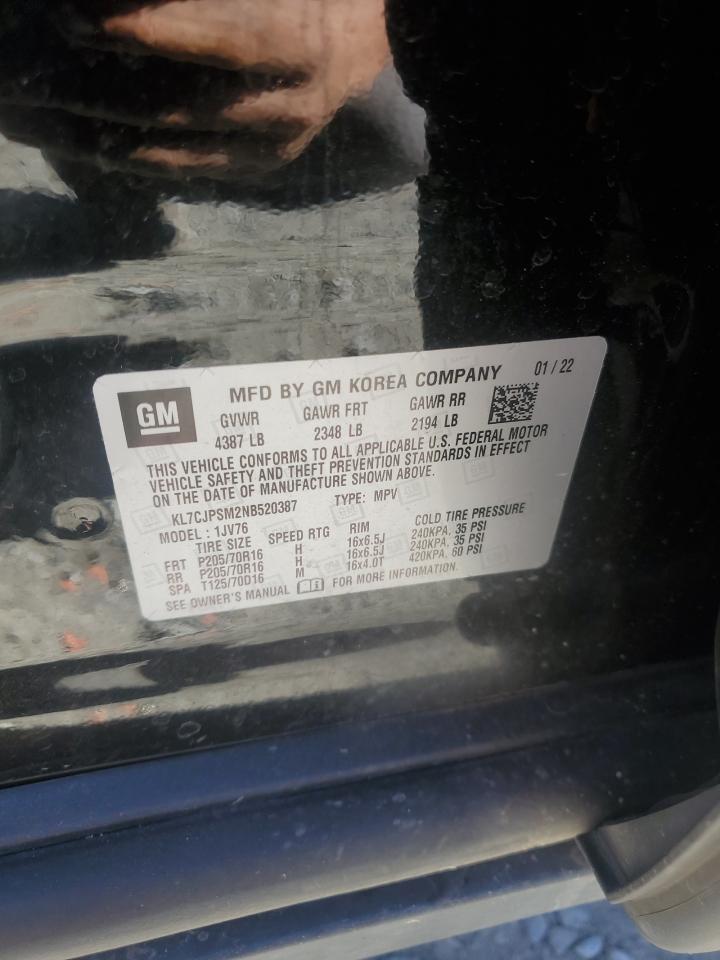 GM
MFD BY GM KOREA COMPANY 01 / 22
GVWR GAWR FRT GAWR RR
4387 LB 2348 LB 2194 LB
THIS VEHICLE CONFORMS TO ALL APPLICABLE U.S. FEDERAL MOTOR
VEHICLE SAFETY AND THEFT PREVENTION STANDARDS IN EFFECT
ON THE DATE OF MANUFACTURE SHOWN ABOVE.
KL7CJPSM2NB520387 TYPE: MPV
MODEL : 1JV76
TIRE SIZE SPEED RTG RIM COLD TIRE PRESSURE
FRT P205/70R16 H 16x6.5J 240KPA, 35 PSI
RR P205/70R16 H 16x6.5J 240KPA, 35 PSI
SPA T125/70D16 M 16x4.0T 420KPA, 60 PSI
SEE OWNER'S MANUAL FOR MORE INFORMATION.